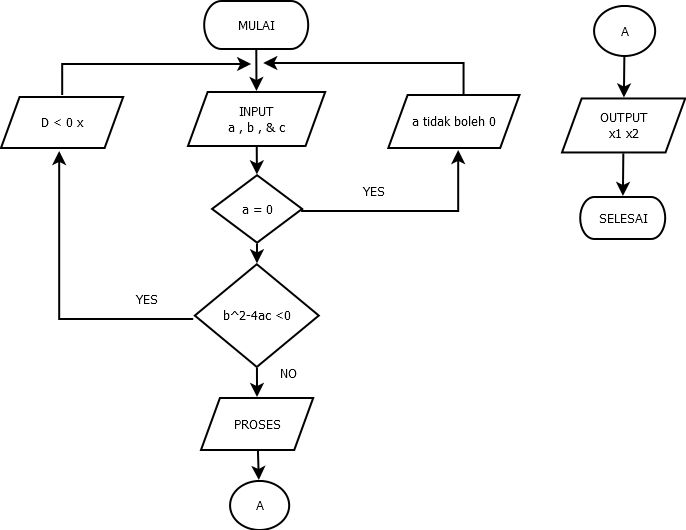 MULAI
A
D < 0 x
INPUT
a , b , & c
a tidak boleh 0
OUTPUT
x1 x2
YES
a = 0
SELESAI
YES
b^2-4ac <0
NO
PROSES
A